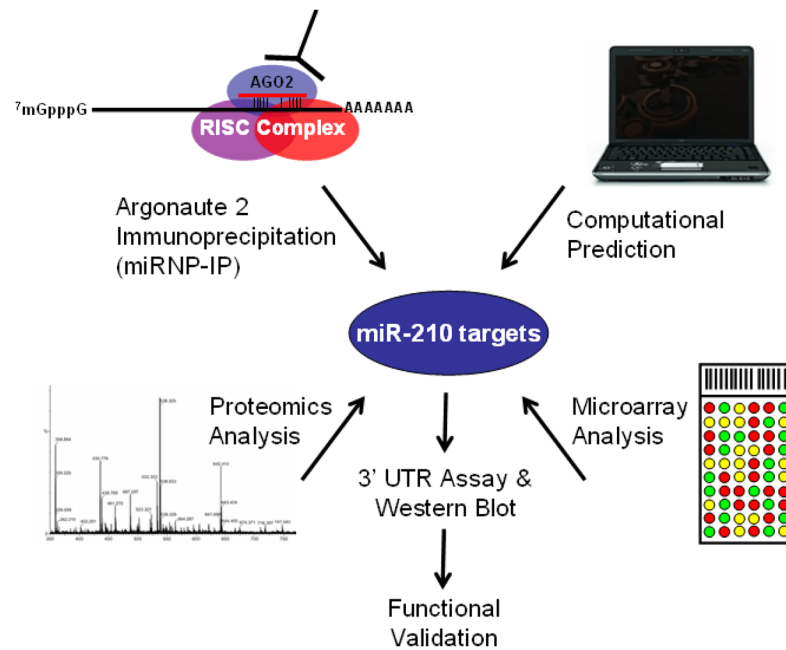 AGO2
⁷mGpppG
AAAAAAA
RISC Complex
Argonaute 2
Immunoprecipitation
(miRNP-IP)
Computational
Prediction
miR-210 targets
Proteomics
Analysis
Microarray
Analysis
3' UTR Assay &
Western Blot
Functional
Validation